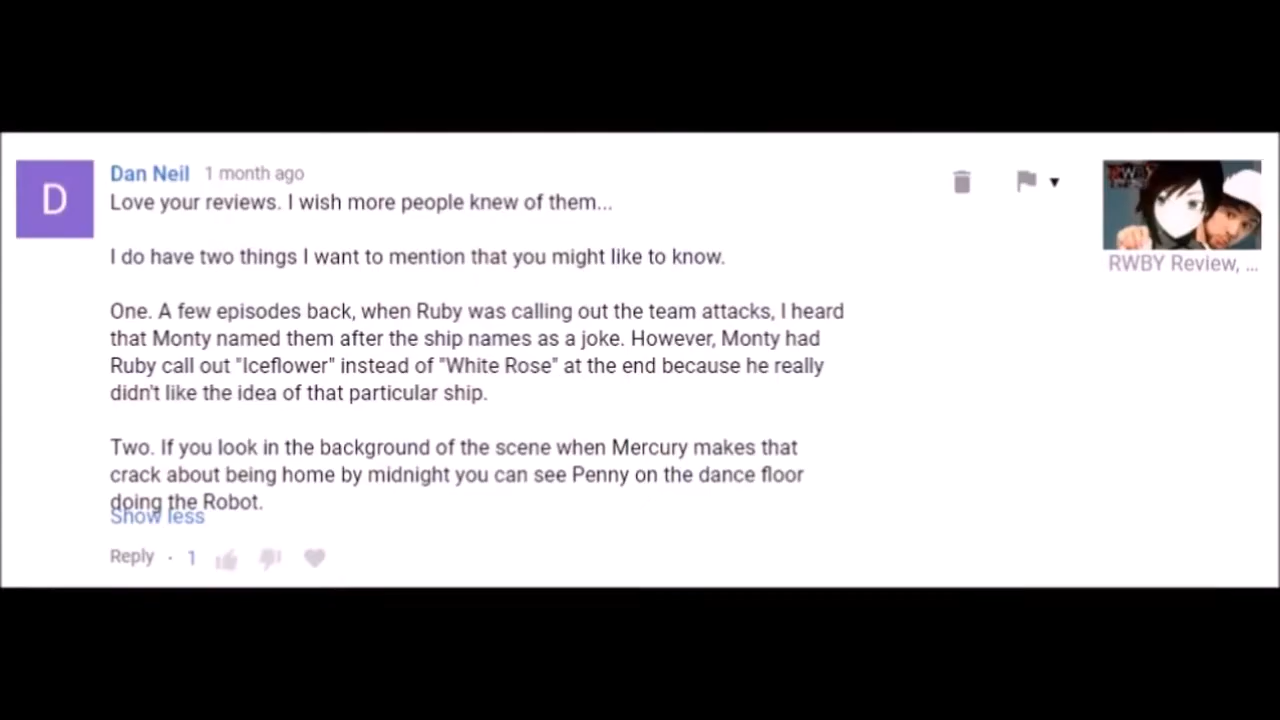 D
Dan Neil 1 month ago
Love your reviews. I wish more people knew of them...
I do have two things I want to mention that you might like to know.
One. A few episodes back, when Ruby was calling out the team attacks, I heard
that Monty named them after the ship names as a joke. However, Monty had
Ruby call out "Iceflower" instead of "White Rose" at the end because he really
didn't like the idea of that particular ship.
Two. If you look in the background of the scene when Mercury makes that
crack about being home by midnight you can see Penny on the dance floor
doing the Robot.
Show less
Reply · 1
RWBY
RWBY Review, ...